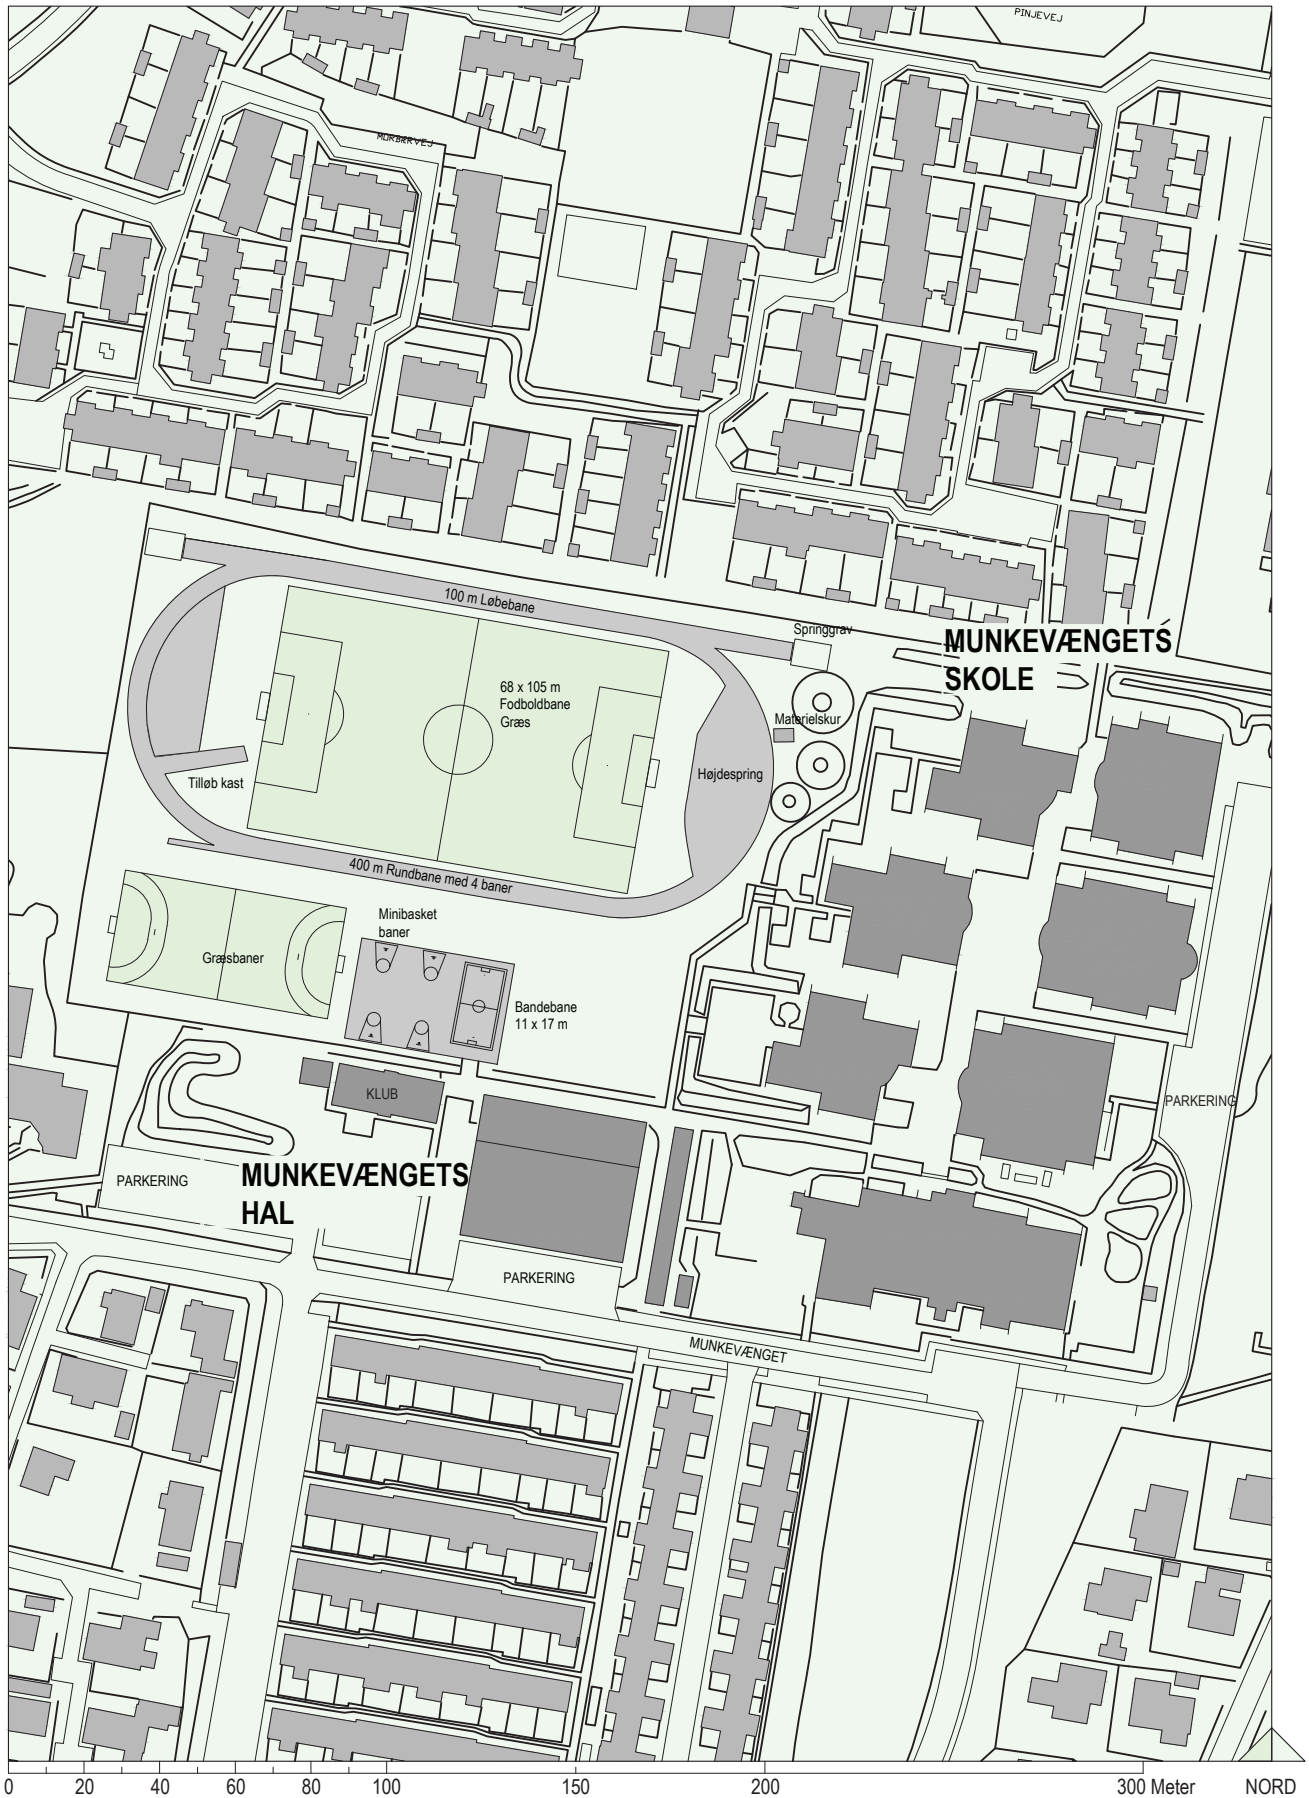 PINJEVEJ
MORBÆRVEJ
100 m Løbebane
Springgrav
MUNKEVÆNGETS
SKOLE
68 x 105 m
Fodboldbane
Græs
Materielskur
Højdespring
Tilløb kast
400 m Rundbane med 4 baner
Minibasket
baner
Græsbaner
Bandebane
11 x 17 m
KLUB
PARKERING
PARKERING
MUNKEVÆNGETS
HAL
PARKERING
MUNKEVÆNGET
0 20 40 60 80 100 150 200 300 Meter NORD